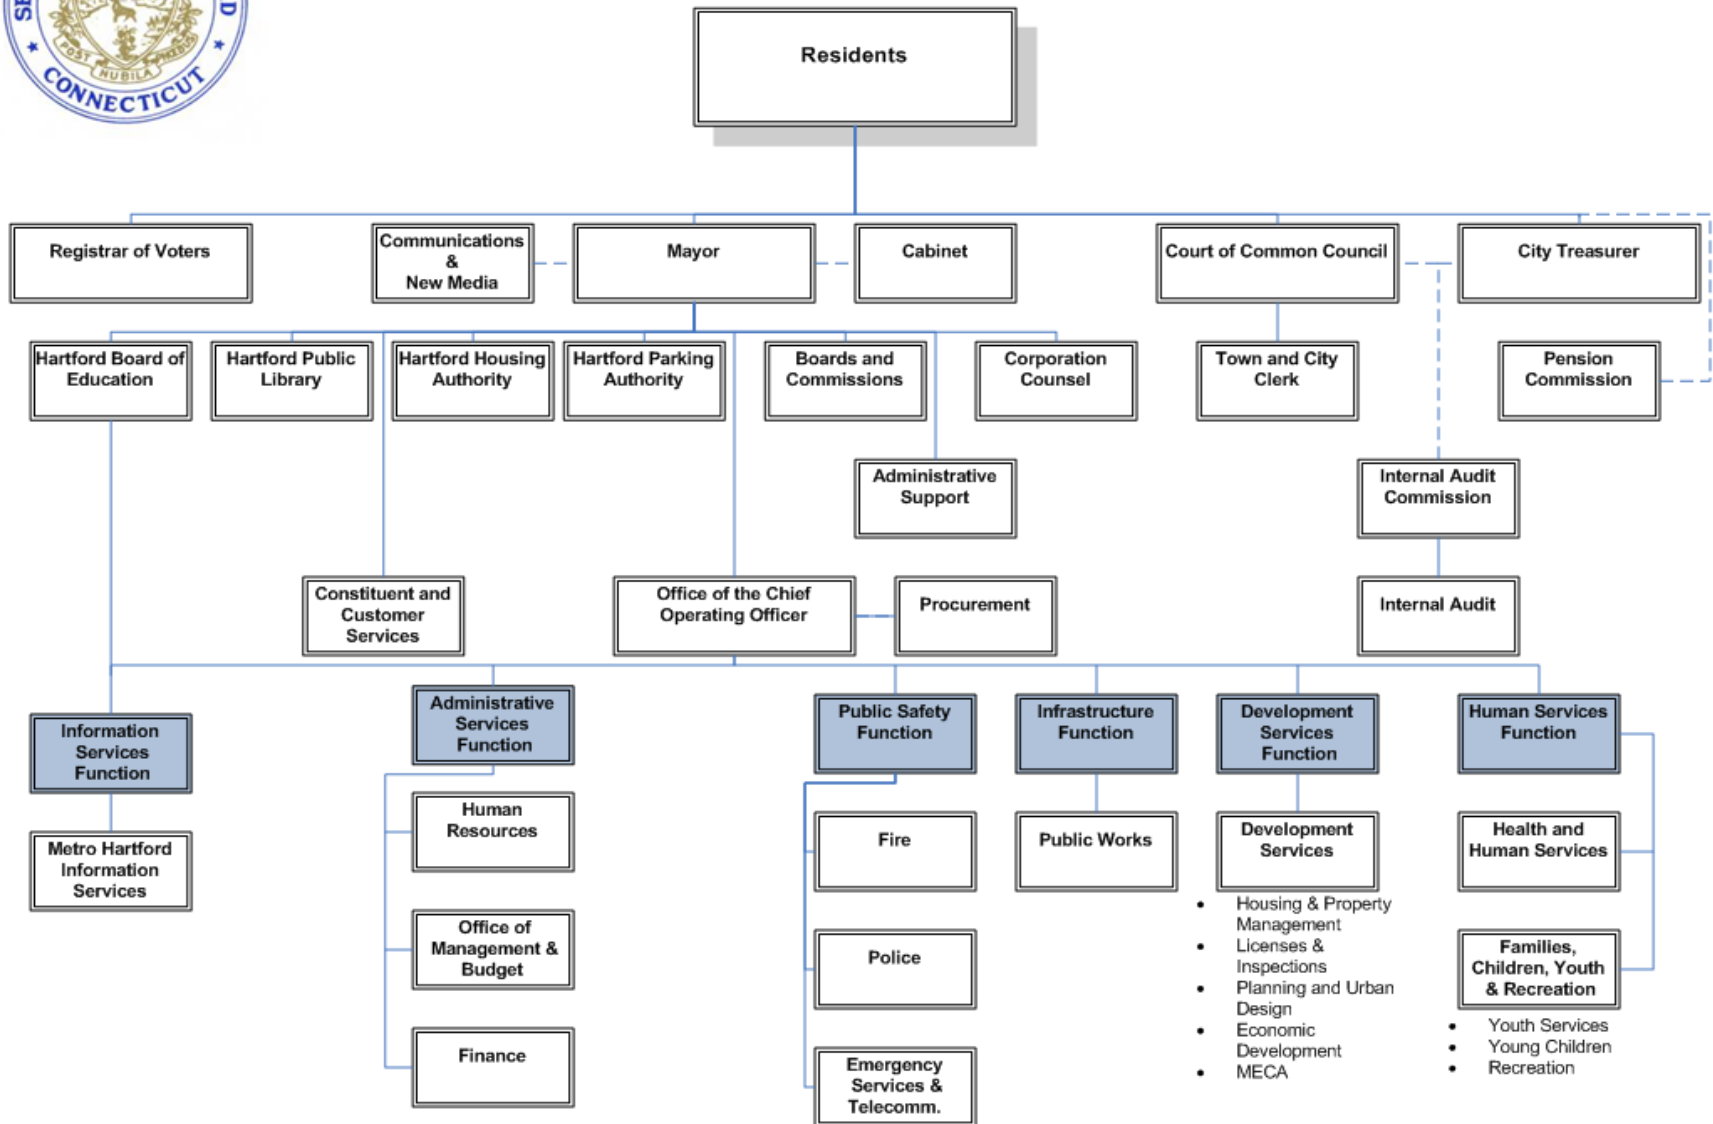 POST NUBILA PHŒBUS
CONNECTICUT
Residents
Registrar of Voters
Communications
&
New Media
Mayor
Cabinet
Court of Common Council
City Treasurer
Hartford Board of
Education
Hartford Public
Library
Hartford Housing
Authority
Hartford Parking
Authority
Boards and
Commissions
Corporation
Counsel
Town and City
Clerk
Pension
Commission
Administrative
Support
Internal Audit
Commission
Constituent and
Customer
Services
Office of the Chief
Operating Officer
Procurement
Internal Audit
Information
Services
Function
Administrative
Services
Function
Public Safety
Function
Infrastructure
Function
Development
Services
Function
Human Services
Function
Metro Hartford
Information
Services
Human
Resources
Office of
Management &
Budget
Finance
Fire
Police
Emergency
Services &
Telecomm.
Public Works
Development
Services
• Housing & Property
Management
• Licenses &
Inspections
• Planning and Urban
Design
• Economic
Development
• MECA
Health and
Human Services
Families,
Children, Youth
& Recreation
• Youth Services
• Young Children
• Recreation